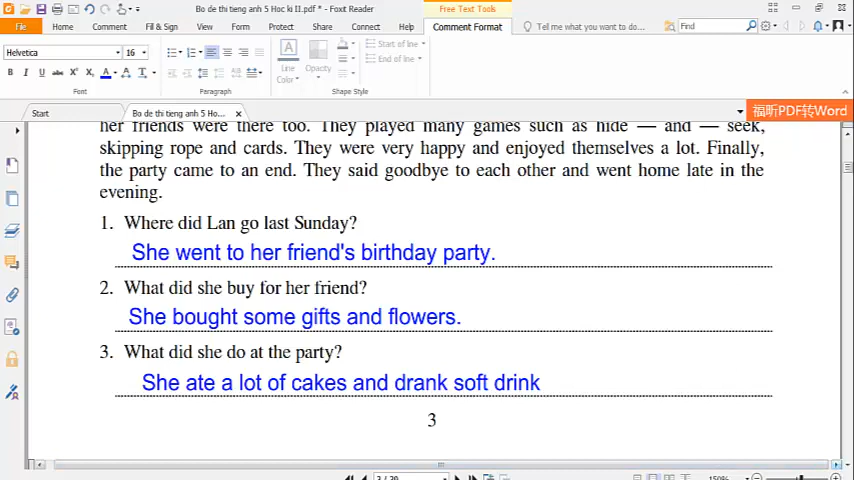 Bo de thi tieng anh 5 Hoc ki II.pdf * - Foxit Reader
Free Text Tools
File Home Comment Fill & Sign View Form Protect Share Connect Help Comment Format Tell me what you want to do... Find
Helvetica 16
Line Color Opacity
Start of line
End of line
B I U abc X² X₂ A A T
Font Paragraph Shape Style
Start Bo de thi tieng anh 5 Hoc... 福昕PDF转Word
her friends were there too. They played many games such as hide — and — seek,
skipping rope and cards. They were very happy and enjoyed themselves a lot. Finally,
the party came to an end. They said goodbye to each other and went home late in the
evening.
1. Where did Lan go last Sunday?
She went to her friend's birthday party.
2. What did she buy for her friend?
She bought some gifts and flowers.
3. What did she do at the party?
She ate a lot of cakes and drank soft drink
3
3 / 30
150%